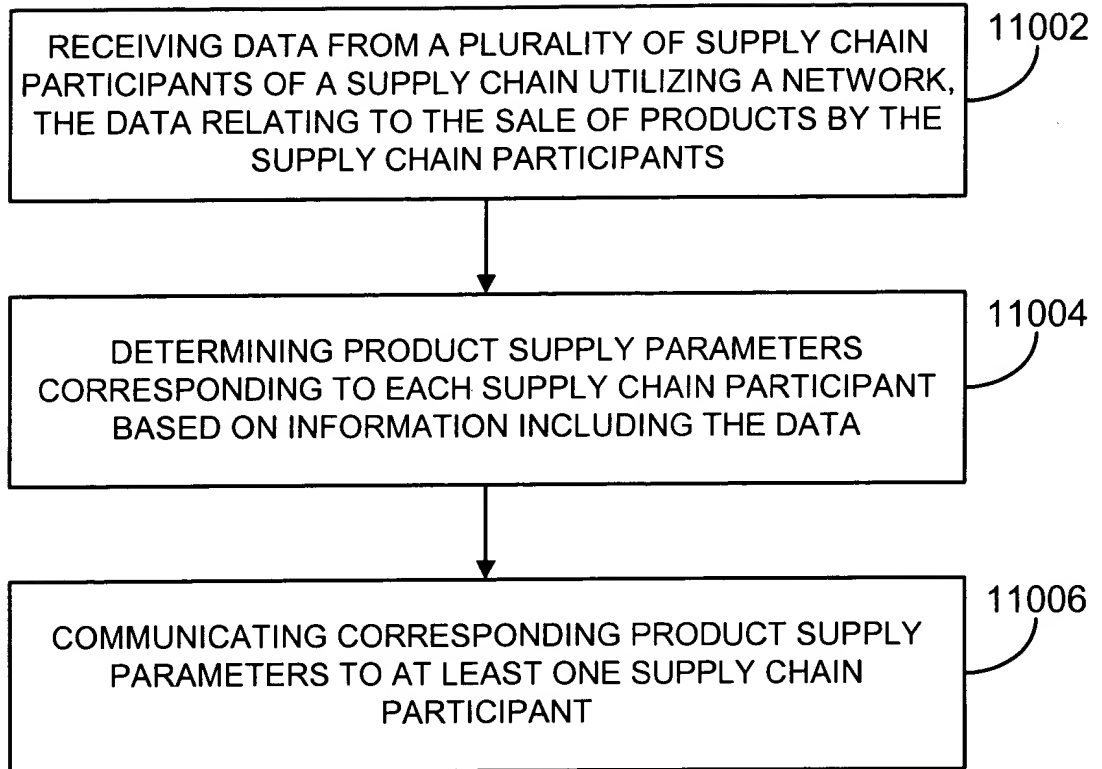 RECEIVING DATA FROM A PLURALITY OF SUPPLY CHAIN
PARTICIPANTS OF A SUPPLY CHAIN UTILIZING A NETWORK,
THE DATA RELATING TO THE SALE OF PRODUCTS BY THE
SUPPLY CHAIN PARTICIPANTS
11002
DETERMINING PRODUCT SUPPLY PARAMETERS
CORRESPONDING TO EACH SUPPLY CHAIN PARTICIPANT
BASED ON INFORMATION INCLUDING THE DATA
11004
COMMUNICATING CORRESPONDING PRODUCT SUPPLY
PARAMETERS TO AT LEAST ONE SUPPLY CHAIN
PARTICIPANT
11006